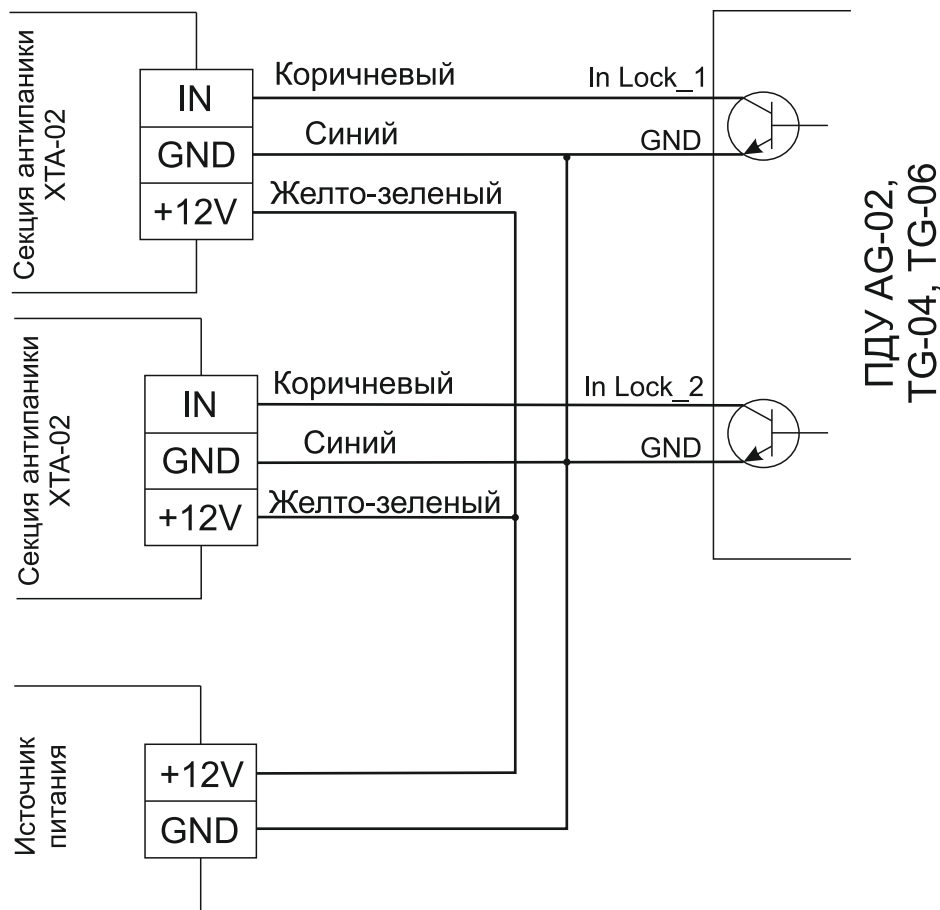 Секция антипаники
XTA-02
IN
GND
+12V
Коричневый
Синий
Желто-зеленый
In Lock_1
GND
ПДУ AG-02,
TG-04, TG-06
Секция антипаники
XTA-02
IN
GND
+12V
Коричневый
Синий
Желто-зеленый
In Lock_2
GND
Источник
питания
+12V
GND